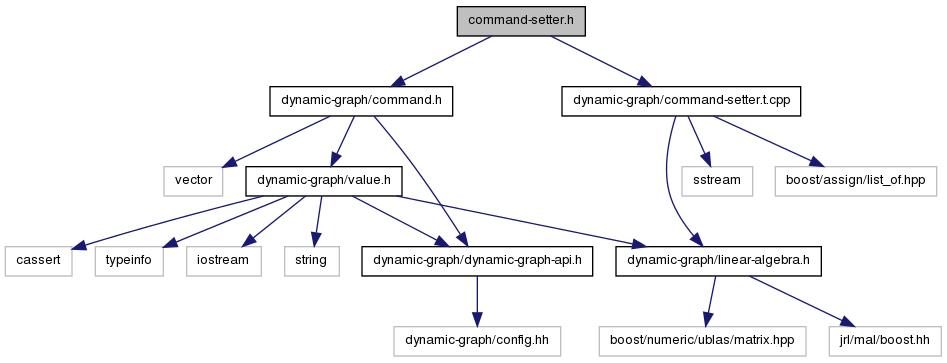 command-setter.h
dynamic-graph/command.h
dynamic-graph/command-setter.t.cpp
vector
dynamic-graph/value.h
sstream
boost/assign/list_of.hpp
cassert
typeinfo
iostream
string
dynamic-graph/dynamic-graph-api.h
dynamic-graph/linear-algebra.h
dynamic-graph/config.hh
boost/numeric/ublas/matrix.hpp
jrl/mal/boost.hh